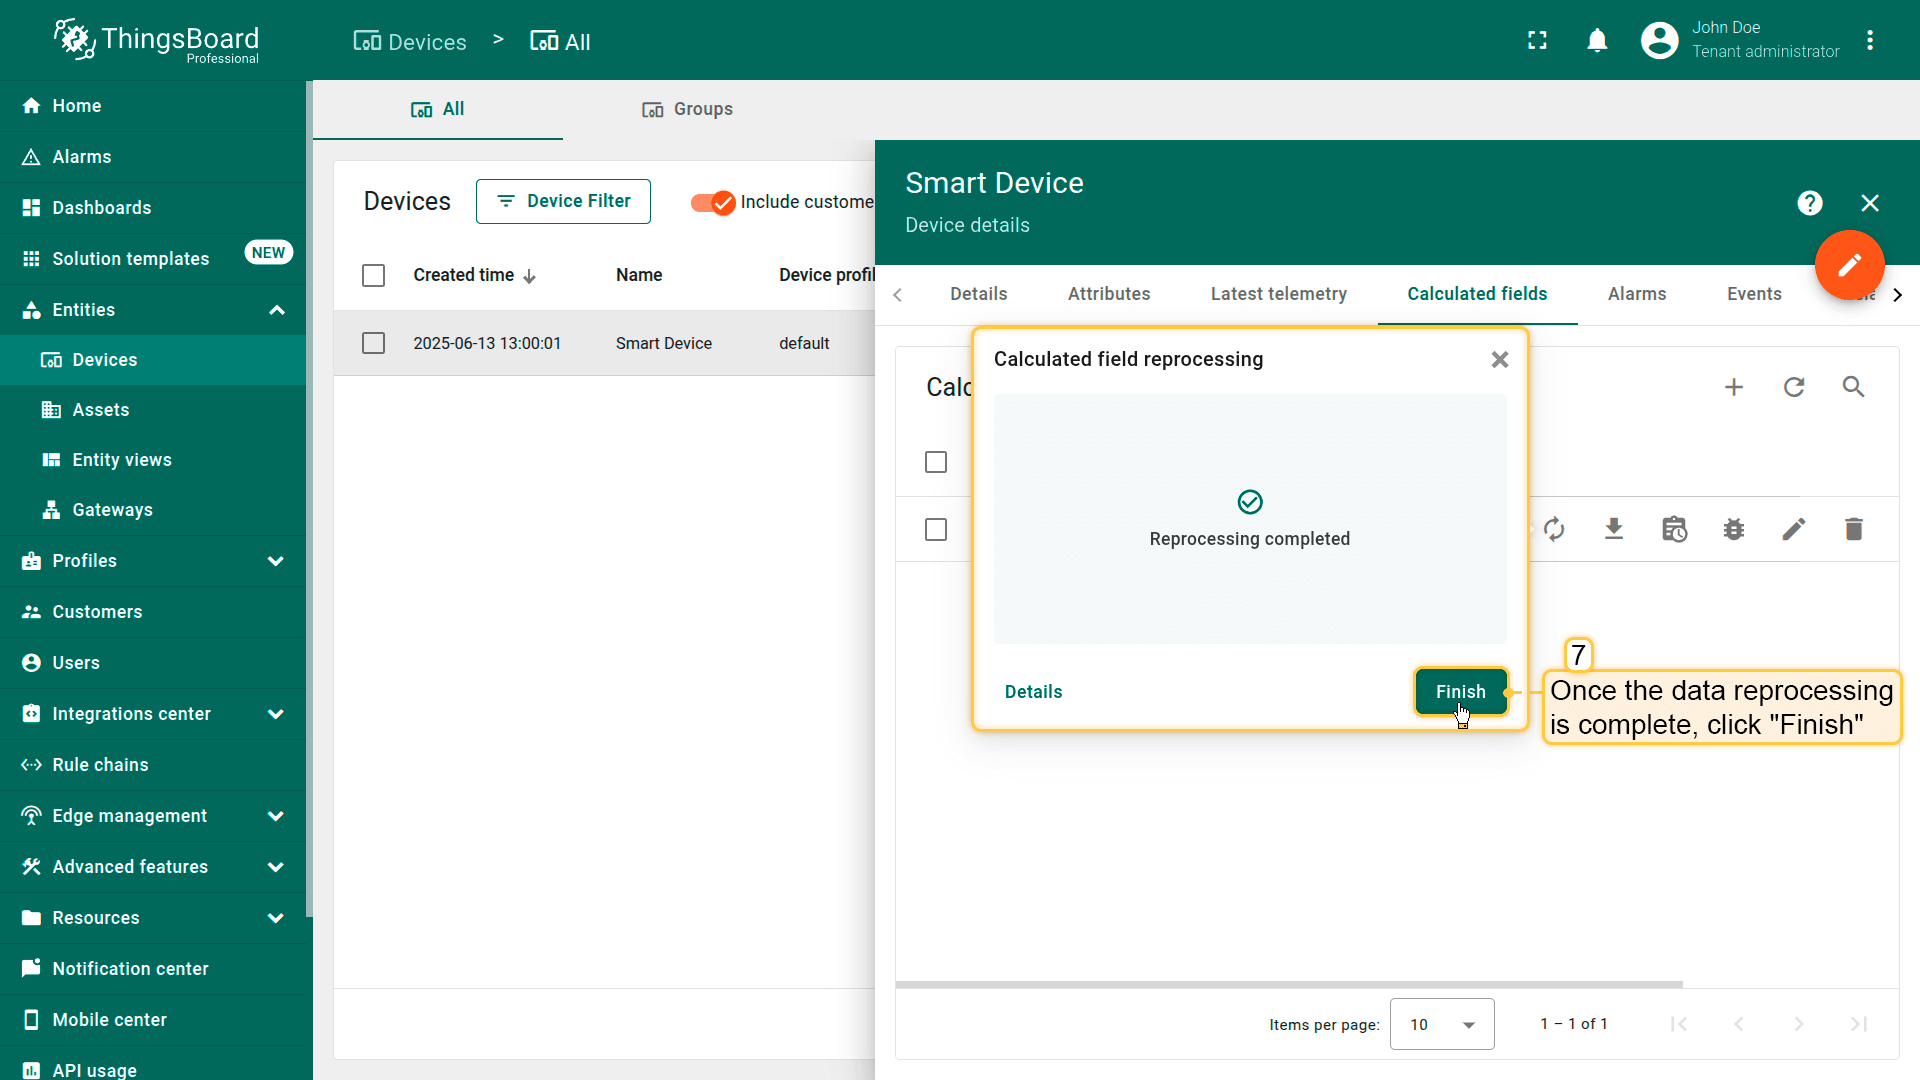 ThingsBoard
Professional
Devices > All
John Doe
Tenant administrator
Home
Alarms
Dashboards
Solution templates NEW
Entities
Devices
Assets
Entity views
Gateways
Profiles
Customers
Users
Integrations center
Rule chains
Edge management
Advanced features
Resources
Notification center
Mobile center
API usage
All Groups
Devices Device Filter Include custome
Created time Name Device profil
2025-06-13 13:00:01 Smart Device default
Smart Device
Device details
Details Attributes Latest telemetry Calculated fields Alarms Events
Calc
Calculated field reprocessing
Reprocessing completed
Details Finish
7
Once the data reprocessing
is complete, click "Finish"
Items per page: 10 1 – 1 of 1